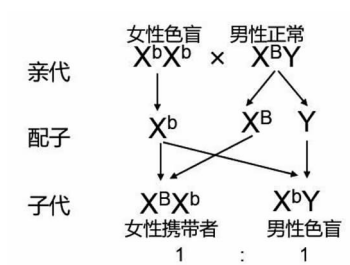 女性色盲 男性正常
亲代 XᵇXᵇ × XᴮY
配子 Xᵇ Xᴮ Y
子代 XᴮXᵇ XᵇY
女性携带者 男性色盲
1 : 1